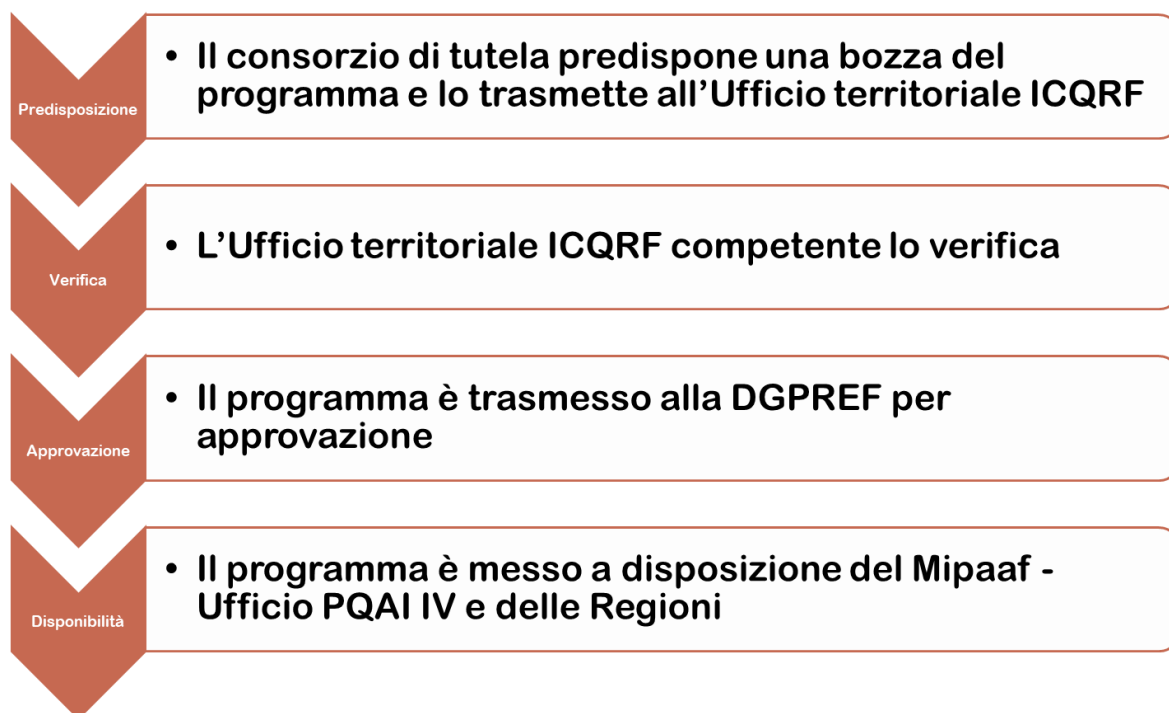 Predisposizione
• Il consorzio di tutela predispone una bozza del
programma e lo trasmette all’Ufficio territoriale ICQRF
Verifica
• L’Ufficio territoriale ICQRF competente lo verifica
Approvazione
• Il programma è trasmesso alla DGPREF per
approvazione
Disponibilità
• Il programma è messo a disposizione del Mipaaf -
Ufficio PQAI IV e delle Regioni